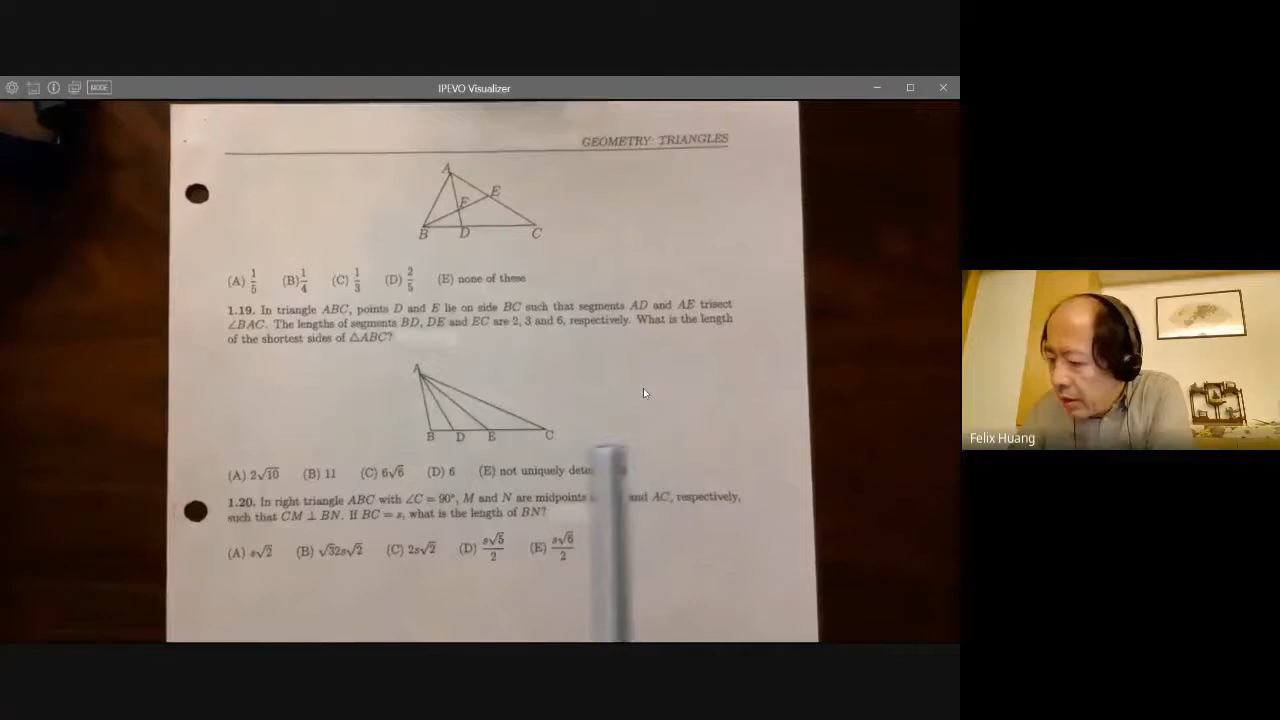 MODE
IPEVO Visualizer
GEOMETRY: TRIANGLES
A
E
F
B
D
C
(A) 1/5 (B) 1/4 (C) 1/3 (D) 2/5 (E) none of these
1.19. In triangle ABC, points D and E lie on side BC such that segments AD and AE trisect
∠BAC. The lengths of segments BD, DE and EC are 2, 3 and 6, respectively. What is the length
of the shortest sides of △ABC?
A
B D E C
(A) 2√10 (B) 11 (C) 6√6 (D) 6 (E) not uniquely
1.20. In right triangle ABC with ∠C = 90°, M and N are midpoints and AC, respectively,
such that CM ⊥ BN. If BC = s, what is the length of BN?
(A) s√2 (B) √32s√2 (C) 2s√2 (D) s√5/2 (E) s√6/2
Felix Huang